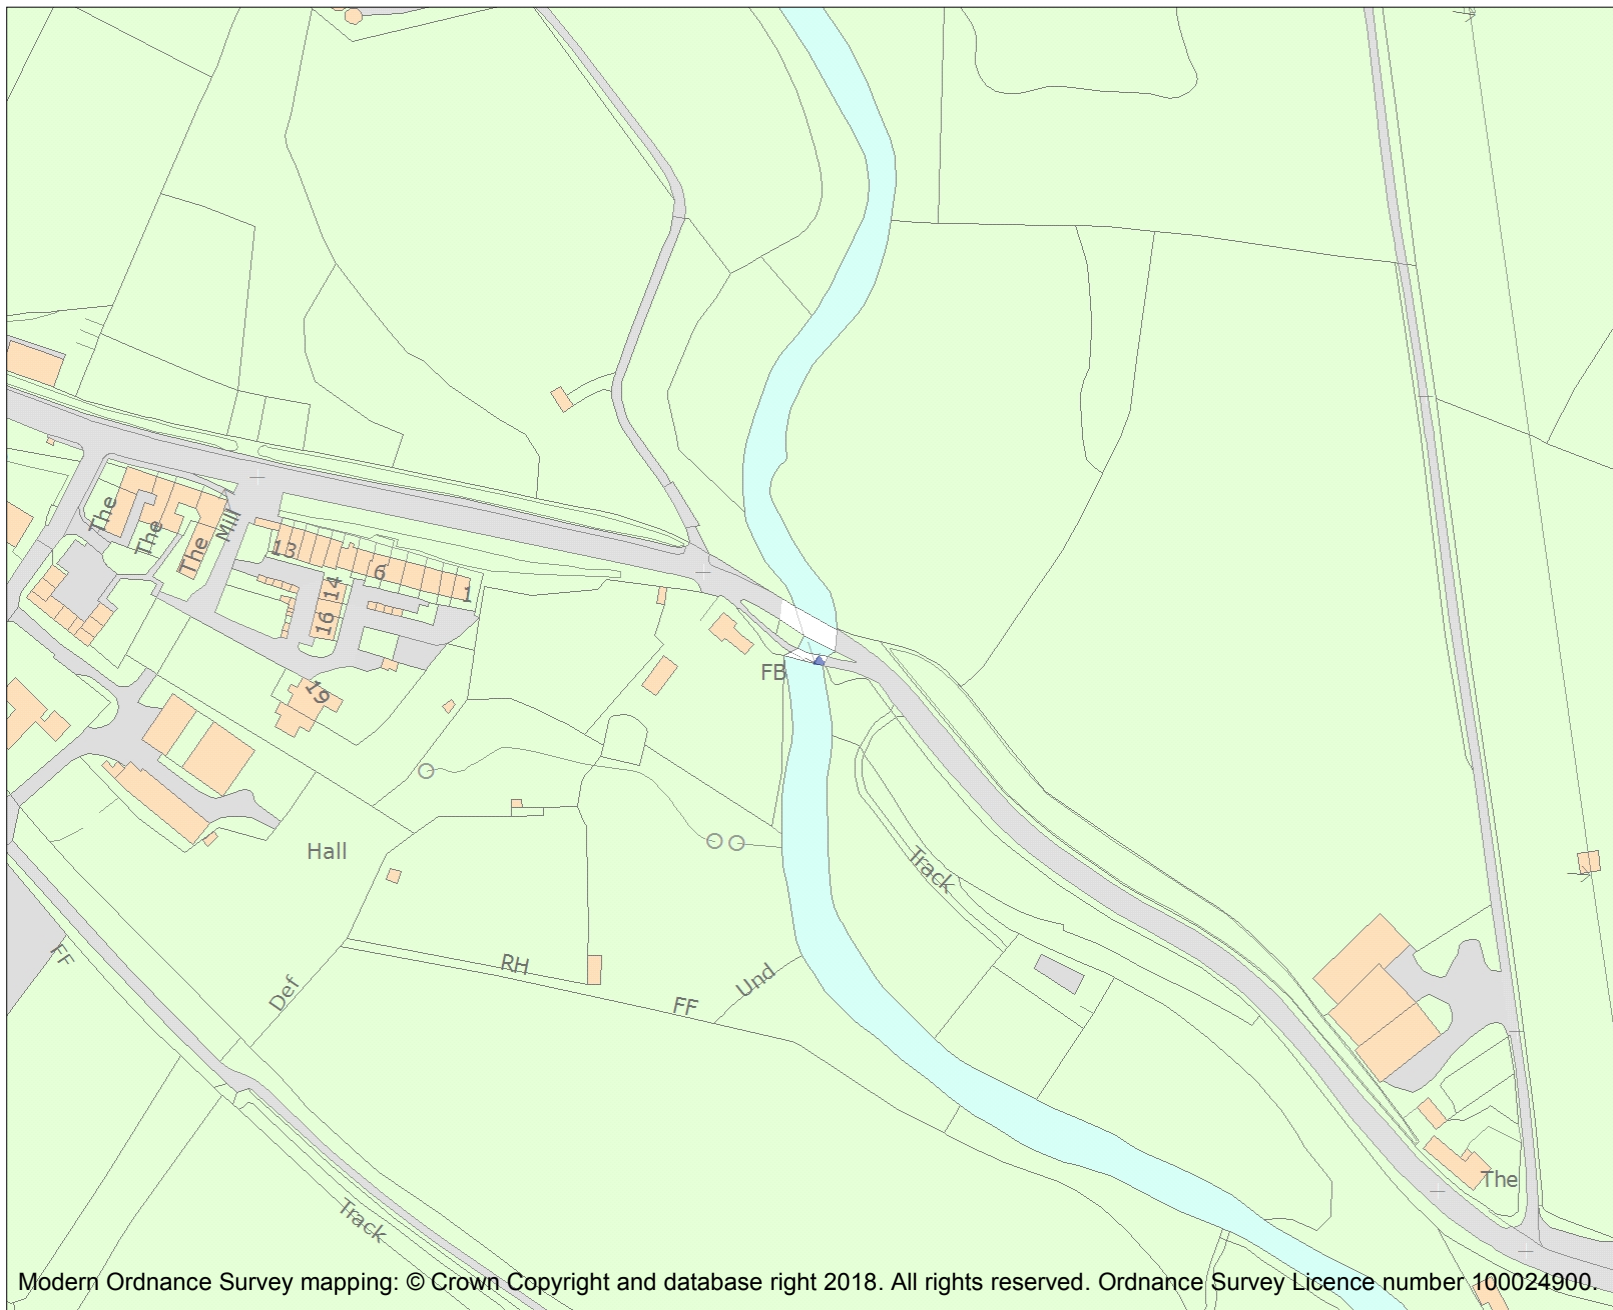 The
The
The
Mill
13
14
16
6
1
19
FB
Hall
Track
FF
Def
RH
FF
Und
Track
The
Modern Ordnance Survey mapping: © Crown Copyright and database right 2018. All rights reserved. Ordnance Survey Licence number 100024900.